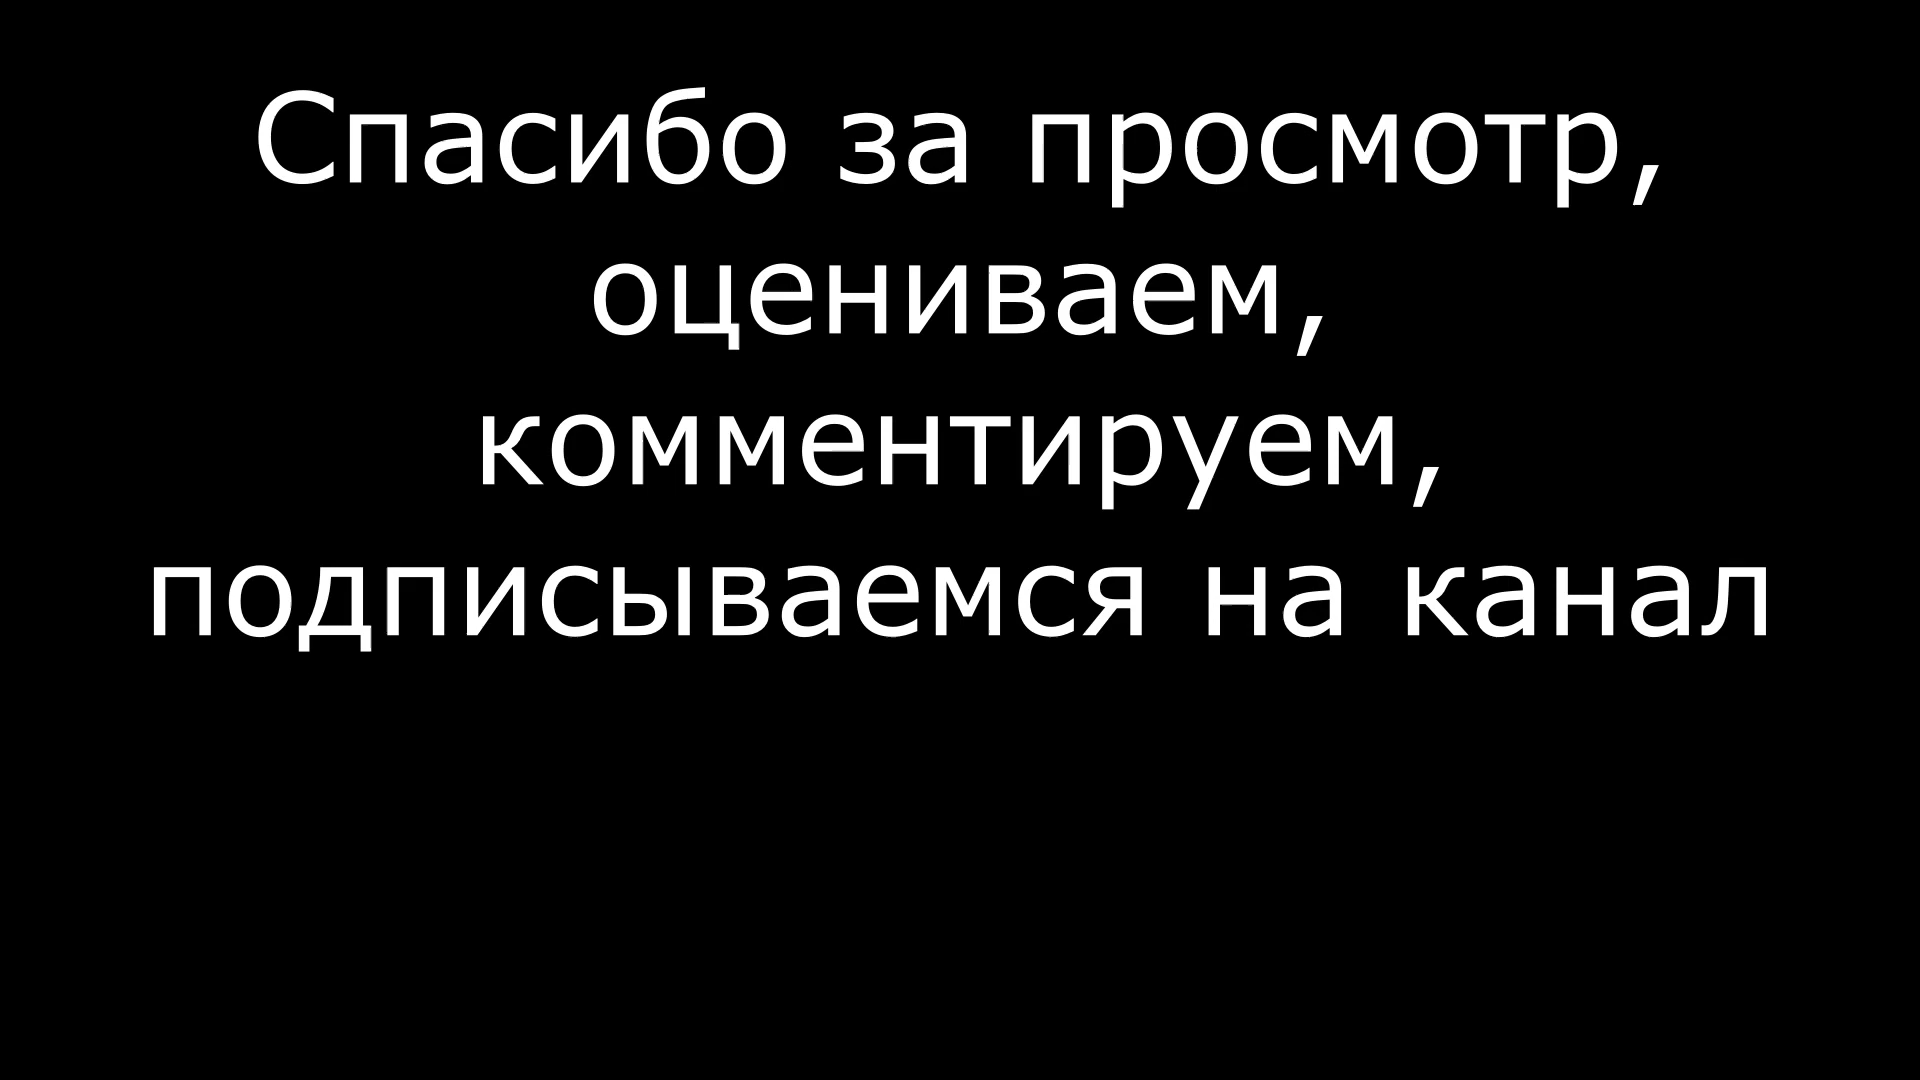 Спасибо за просмотр,
оцениваем,
комментируем,
подписываемся на канал